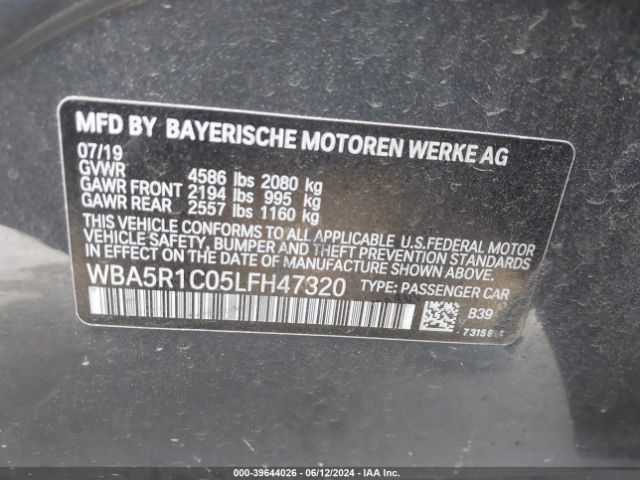 MFD BY BAYERISCHE MOTOREN WERKE AG
07/19
GVWR 4586 lbs 2080 kg
GAWR FRONT 2194 lbs 995 kg
GAWR REAR 2557 lbs 1160 kg
THIS VEHICLE CONFORMS TO ALL APPLICABLE U.S.FEDERAL MOTOR
VEHICLE SAFETY, BUMPER AND THEFT PREVENTION STANDARDS
IN EFFECT ON THE DATE OF MANUFACTURE SHOWN ABOVE.
WBA5R1C05LFH47320 TYPE: PASSENGER CAR
B39
000-39644026 - 06/12/2024 - IAAI.com